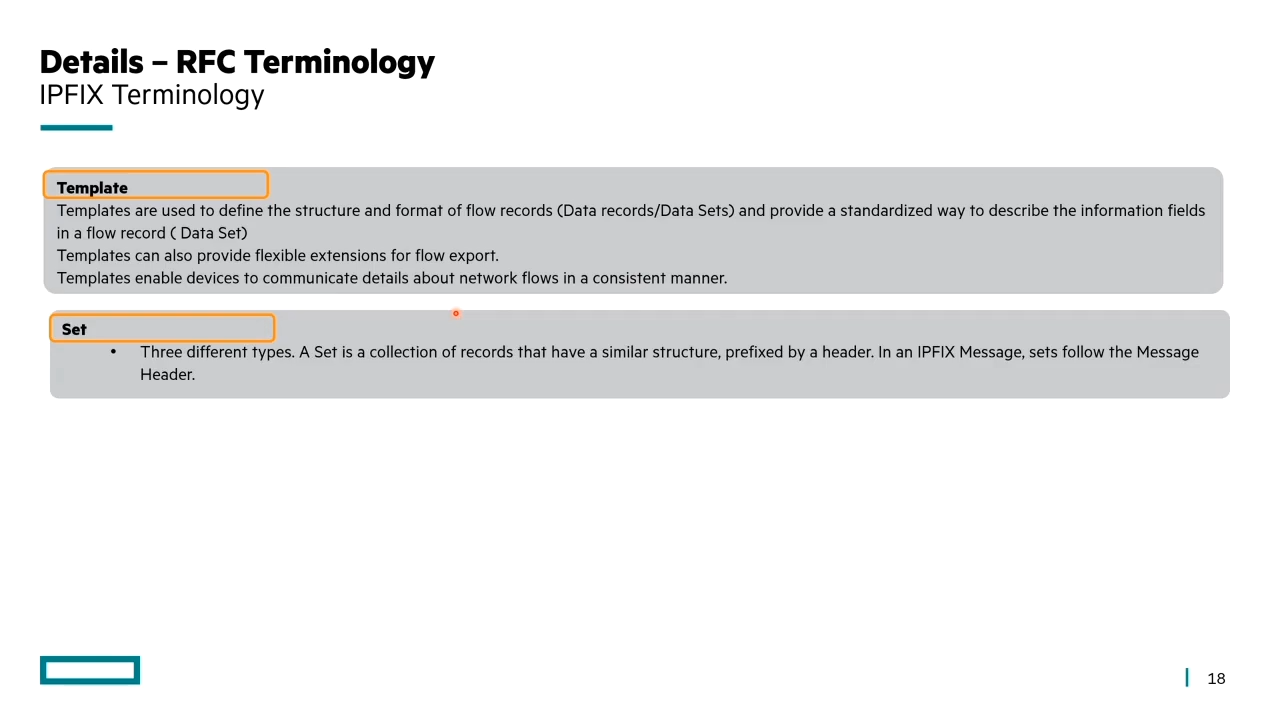 Details – RFC Terminology
IPFIX Terminology
Template
Templates are used to define the structure and format of flow records (Data records/Data Sets) and provide a standardized way to describe the information fields
in a flow record ( Data Set)
Templates can also provide flexible extensions for flow export.
Templates enable devices to communicate details about network flows in a consistent manner.
Set
• Three different types. A Set is a collection of records that have a similar structure, prefixed by a header. In an IPFIX Message, sets follow the Message
Header.
18